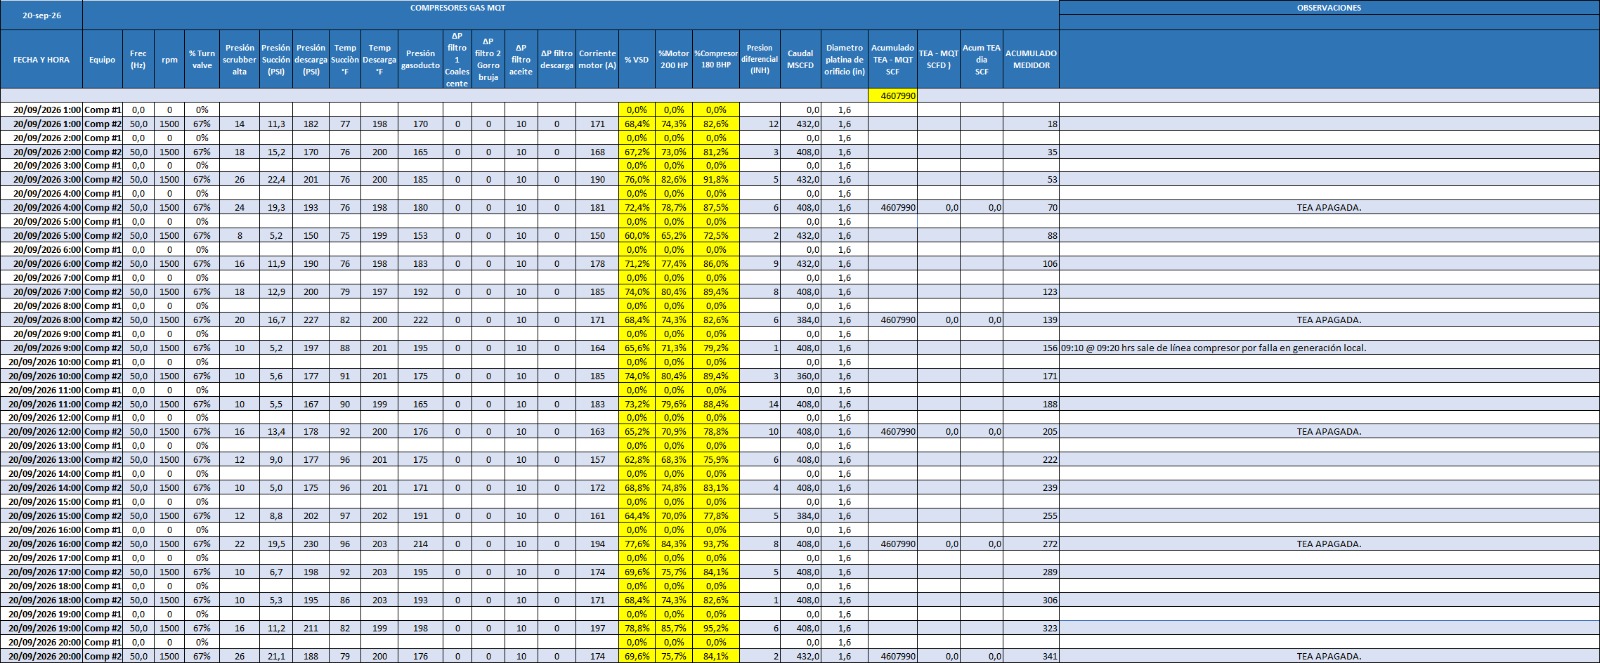 20-sep-26 COMPRESORES GAS MQT OBSERVACIONES
FECHA Y HORA Equipo Frec (Hz) rpm % Turn valve Presión scrubber alta Presión Succión (PSI) Presión descarga (PSI) Temp Succiòn °F Temp Descarga °F Presión gasoducto ΔP filtro 1 Coales cente ΔP filtro 2 Gorro bruja ΔP filtro aceite ΔP filtro descarga Corriente motor (A) % VSD %Motor 200 HP %Compresor 180 BHP Presion diferencial (INH) Caudal MSCFD Diametro platina de orificio (in) Acumulado TEA - MQT SCF TEA - MQT SCFD ) Acum TEA dia SCF ACUMULADO MEDIDOR
4607990
20/09/2026 1:00 Comp #1 0,0 0 0% 0,0% 0,0% 0,0% 0,0 1,6
20/09/2026 1:00 Comp #2 50,0 1500 67% 14 11,3 182 77 198 170 0 0 10 0 171 68,4% 74,3% 82,6% 12 432,0 1,6 18
20/09/2026 2:00 Comp #1 0,0 0 0% 0,0% 0,0% 0,0% 0,0 1,6
20/09/2026 2:00 Comp #2 50,0 1500 67% 18 15,2 170 76 200 165 0 0 10 0 168 67,2% 73,0% 81,2% 3 408,0 1,6 35
20/09/2026 3:00 Comp #1 0,0 0 0% 0,0% 0,0% 0,0% 0,0 1,6
20/09/2026 3:00 Comp #2 50,0 1500 67% 26 22,4 201 76 200 185 0 0 10 0 190 76,0% 82,6% 91,8% 5 432,0 1,6 53
20/09/2026 4:00 Comp #1 0,0 0 0% 0,0% 0,0% 0,0% 0,0 1,6
20/09/2026 4:00 Comp #2 50,0 1500 67% 24 19,3 193 76 198 180 0 0 10 0 181 72,4% 78,7% 87,5% 6 408,0 1,6 4607990 0,0 0,0 70 TEA APAGADA.
20/09/2026 5:00 Comp #1 0,0 0 0% 0,0% 0,0% 0,0% 0,0 1,6
20/09/2026 5:00 Comp #2 50,0 1500 67% 8 5,2 150 75 199 153 0 0 10 0 150 60,0% 65,2% 72,5% 2 432,0 1,6 88
20/09/2026 6:00 Comp #1 0,0 0 0% 0,0% 0,0% 0,0% 0,0 1,6
20/09/2026 6:00 Comp #2 50,0 1500 67% 16 11,9 190 76 198 183 0 0 10 0 178 71,2% 77,4% 86,0% 9 432,0 1,6 106
20/09/2026 7:00 Comp #1 0,0 0 0% 0,0% 0,0% 0,0% 0,0 1,6
20/09/2026 7:00 Comp #2 50,0 1500 67% 18 12,9 200 79 197 192 0 0 10 0 185 74,0% 80,4% 89,4% 8 408,0 1,6 123
20/09/2026 8:00 Comp #1 0,0 0 0% 0,0% 0,0% 0,0% 0,0 1,6
20/09/2026 8:00 Comp #2 50,0 1500 67% 20 16,7 227 82 200 222 0 0 10 0 171 68,4% 74,3% 82,6% 6 384,0 1,6 4607990 0,0 0,0 139 TEA APAGADA.
20/09/2026 9:00 Comp #1 0,0 0 0% 0,0% 0,0% 0,0% 0,0 1,6
20/09/2026 9:00 Comp #2 50,0 1500 67% 10 5,2 197 88 201 195 0 0 10 0 164 65,6% 71,3% 79,2% 1 408,0 1,6 156 09:10 @ 09:20 hrs sale de línea compresor por falla en generación local.
20/09/2026 10:00 Comp #1 0,0 0 0% 0,0% 0,0% 0,0% 0,0 1,6
20/09/2026 10:00 Comp #2 50,0 1500 67% 10 5,6 177 91 201 175 0 0 10 0 185 74,0% 80,4% 89,4% 3 360,0 1,6 171
20/09/2026 11:00 Comp #1 0,0 0 0% 0,0% 0,0% 0,0% 0,0 1,6
20/09/2026 11:00 Comp #2 50,0 1500 67% 10 5,5 167 90 199 165 0 0 10 0 183 73,2% 79,6% 88,4% 14 408,0 1,6 188
20/09/2026 12:00 Comp #1 0,0 0 0% 0,0% 0,0% 0,0% 0,0 1,6
20/09/2026 12:00 Comp #2 50,0 1500 67% 16 13,4 178 92 200 176 0 0 10 0 163 65,2% 70,9% 78,8% 10 408,0 1,6 4607990 0,0 0,0 205 TEA APAGADA.
20/09/2026 13:00 Comp #1 0,0 0 0% 0,0% 0,0% 0,0% 0,0 1,6
20/09/2026 13:00 Comp #2 50,0 1500 67% 12 9,0 177 96 201 175 0 0 10 0 157 62,8% 68,3% 75,9% 6 408,0 1,6 222
20/09/2026 14:00 Comp #1 0,0 0 0% 0,0% 0,0% 0,0% 0,0 1,6
20/09/2026 14:00 Comp #2 50,0 1500 67% 10 5,0 175 96 201 171 0 0 10 0 172 68,8% 74,8% 83,1% 4 408,0 1,6 239
20/09/2026 15:00 Comp #1 0,0 0 0% 0,0% 0,0% 0,0% 0,0 1,6
20/09/2026 15:00 Comp #2 50,0 1500 67% 12 8,8 202 97 202 191 0 0 10 0 161 64,4% 70,0% 77,8% 5 384,0 1,6 255
20/09/2026 16:00 Comp #1 0,0 0 0% 0,0% 0,0% 0,0% 0,0 1,6
20/09/2026 16:00 Comp #2 50,0 1500 67% 22 19,5 230 96 203 214 0 0 10 0 194 77,6% 84,3% 93,7% 8 408,0 1,6 4607990 0,0 0,0 272 TEA APAGADA.
20/09/2026 17:00 Comp #1 0,0 0 0% 0,0% 0,0% 0,0% 0,0 1,6
20/09/2026 17:00 Comp #2 50,0 1500 67% 10 6,7 198 92 203 195 0 0 10 0 174 69,6% 75,7% 84,1% 5 408,0 1,6 289
20/09/2026 18:00 Comp #1 0,0 0 0% 0,0% 0,0% 0,0% 0,0 1,6
20/09/2026 18:00 Comp #2 50,0 1500 67% 10 5,3 195 86 203 193 0 0 10 0 171 68,4% 74,3% 82,6% 1 408,0 1,6 306
20/09/2026 19:00 Comp #1 0,0 0 0% 0,0% 0,0% 0,0% 0,0 1,6
20/09/2026 19:00 Comp #2 50,0 1500 67% 16 11,2 211 82 199 198 0 0 10 0 197 78,8% 85,7% 95,2% 6 408,0 1,6 323
20/09/2026 20:00 Comp #1 0,0 0 0% 0,0% 0,0% 0,0% 0,0 1,6
20/09/2026 20:00 Comp #2 50,0 1500 67% 26 21,1 188 79 200 176 0 0 10 0 174 69,6% 75,7% 84,1% 2 432,0 1,6 4607990 0,0 0,0 341 TEA APAGADA.